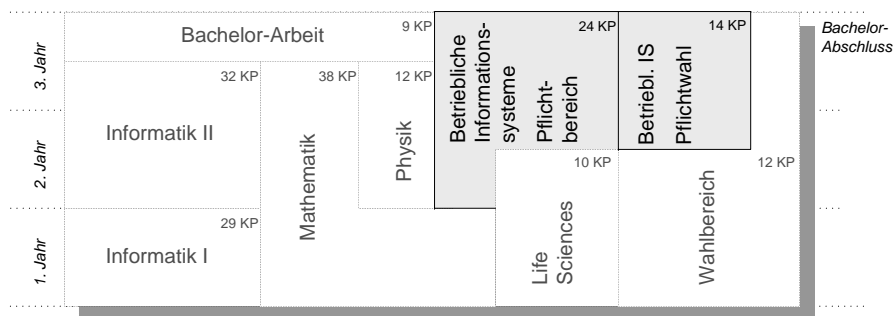 3. Jahr
2. Jahr
1. Jahr
Bachelor-Arbeit
9 KP
Informatik II
32 KP
Informatik I
29 KP
Mathematik
38 KP
Physik
12 KP
Betriebliche
Informations-
systeme
Pflicht-
bereich
24 KP
Betriebl. IS
Pflichtwahl
14 KP
Life
Sciences
10 KP
Wahlbereich
12 KP
Bachelor-
Abschluss